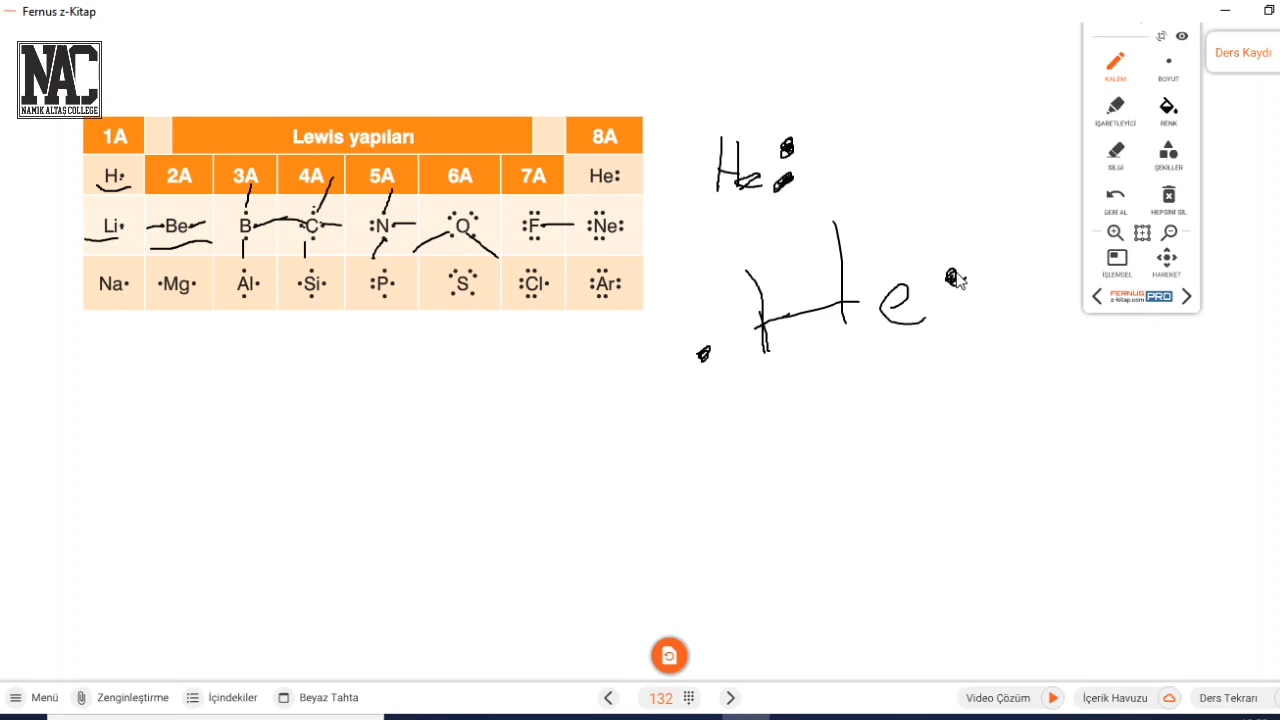 Fernus z-Kitap
NAC
NAMIK ALTAŞ COLLEGE
Ders Kaydı
KALEM BOYUT
İŞARETLEYİCİ RENK
SİLGİ ŞEKİLLER
GERİ AL HEPSİNİ SİL
İŞLEMSEL HAREKET
FERNUS z-kitap.com PRO
1A Lewis yapıları 8A
H· 2A 3A 4A 5A 6A 7A He:
Li· Be B C N O F Ne
Na· ·Mg· Al Si P S Cl Ar
He:
He
Menü Zenginleştirme İçindekiler Beyaz Tahta 132 Video Çözüm İçerik Havuzu Ders Tekrarı